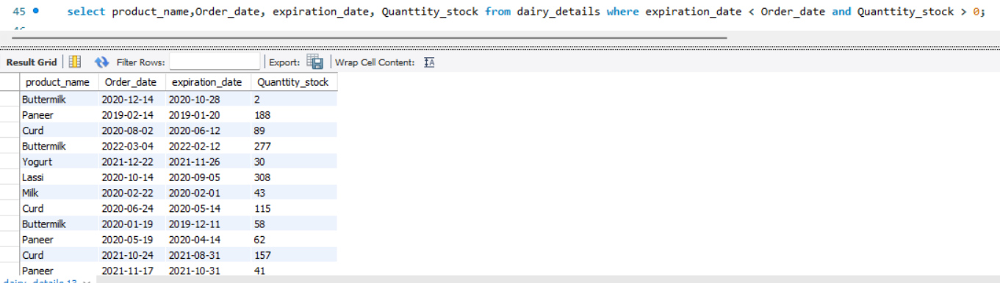 45 select product_name,Order_date, expiration_date, Quanttity_stock from dairy_details where expiration_date < Order_date and Quanttity_stock > 0;
Result Grid Filter Rows: Export: Wrap Cell Content:
product_name Order_date expiration_date Quanttity_stock
Buttermilk 2020-12-14 2020-10-28 2
Paneer 2019-02-14 2019-01-20 188
Curd 2020-08-02 2020-06-12 89
Buttermilk 2022-03-04 2022-02-12 277
Yogurt 2021-12-22 2021-11-26 30
Lassi 2020-10-14 2020-09-05 308
Milk 2020-02-22 2020-02-01 43
Curd 2020-06-24 2020-05-14 115
Buttermilk 2020-01-19 2019-12-11 58
Paneer 2020-05-19 2020-04-14 62
Curd 2021-10-24 2021-08-31 157
Paneer 2021-11-17 2021-10-31 41